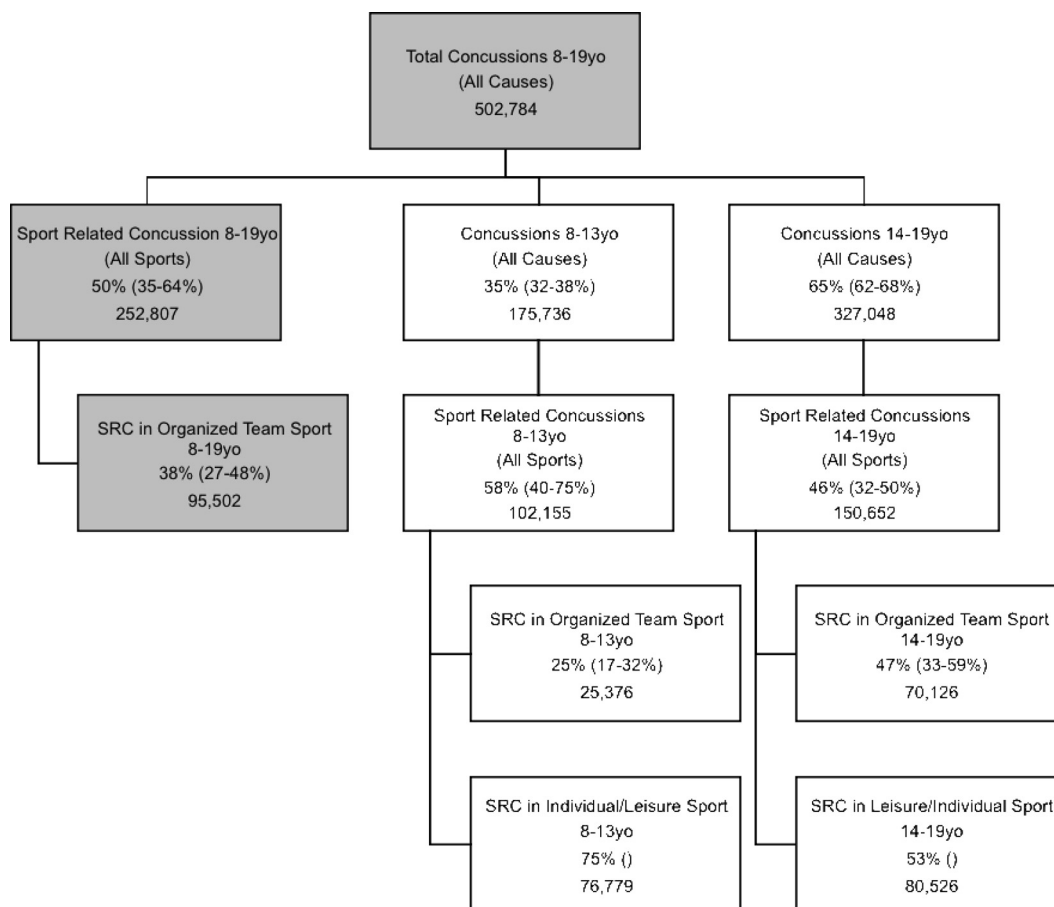 Total Concussions 8-19yo
(All Causes)
502,784
Sport Related Concussion 8-19yo
(All Sports)
50% (35-64%)
252,807
Concussions 8-13yo
(All Causes)
35% (32-38%)
175,736
Concussions 14-19yo
(All Causes)
65% (62-68%)
327,048
SRC in Organized Team Sport
8-19yo
38% (27-48%)
95,502
Sport Related Concussions
8-13yo
(All Sports)
58% (40-75%)
102,155
Sport Related Concussions
14-19yo
(All Sports)
46% (32-50%)
150,652
SRC in Organized Team Sport
8-13yo
25% (17-32%)
25,376
SRC in Organized Team Sport
14-19yo
47% (33-59%)
70,126
SRC in Individual/Leisure Sport
8-13yo
75% ()
76,779
SRC in Leisure/Individual Sport
14-19yo
53% ()
80,526